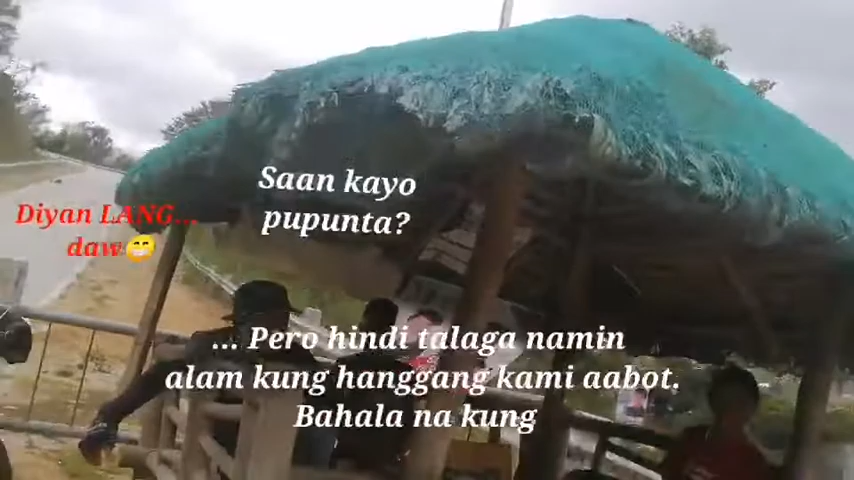 Saan kayo
pupunta?
Diyan LANG...
daw😁
... Pero hindi talaga namin
alam kung hanggang kami aabot.
Bahala na kung